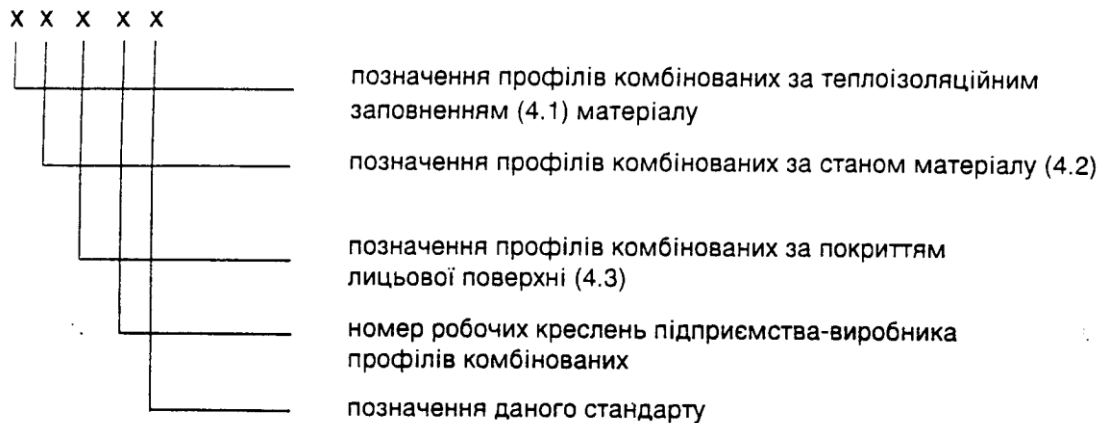 х х х х х
позначення профілів комбінованих за теплоізоляційним
заповненням (4.1) матеріалу
позначення профілів комбінованих за станом матеріалу (4.2)
позначення профілів комбінованих за покриттям
лицьової поверхні (4.3)
номер робочих креслень підприємства-виробника
профілів комбінованих
позначення даного стандарту